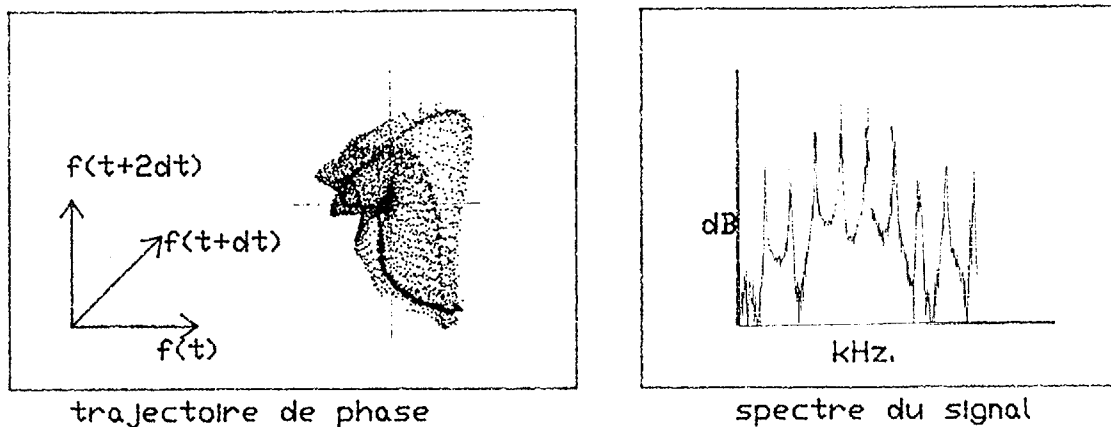 f(t+2dt)
f(t+dt)
f(t)
trajectoire de phase
dB
kHz.
spectre du signal